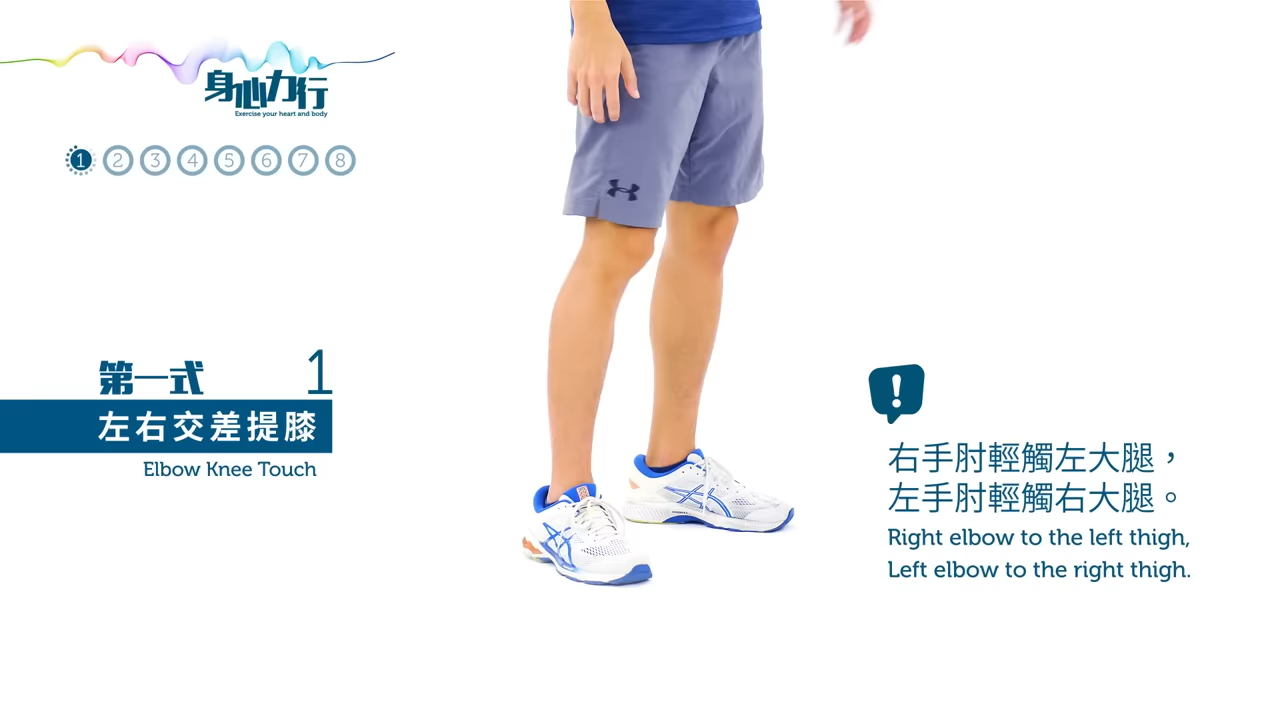 身心力行
Exercise your heart and body
1 2 3 4 5 6 7 8
第一式 1
左右交差提膝
Elbow Knee Touch
!
右手肘輕觸左大腿，
左手肘輕觸右大腿。
Right elbow to the left thigh,
Left elbow to the right thigh.